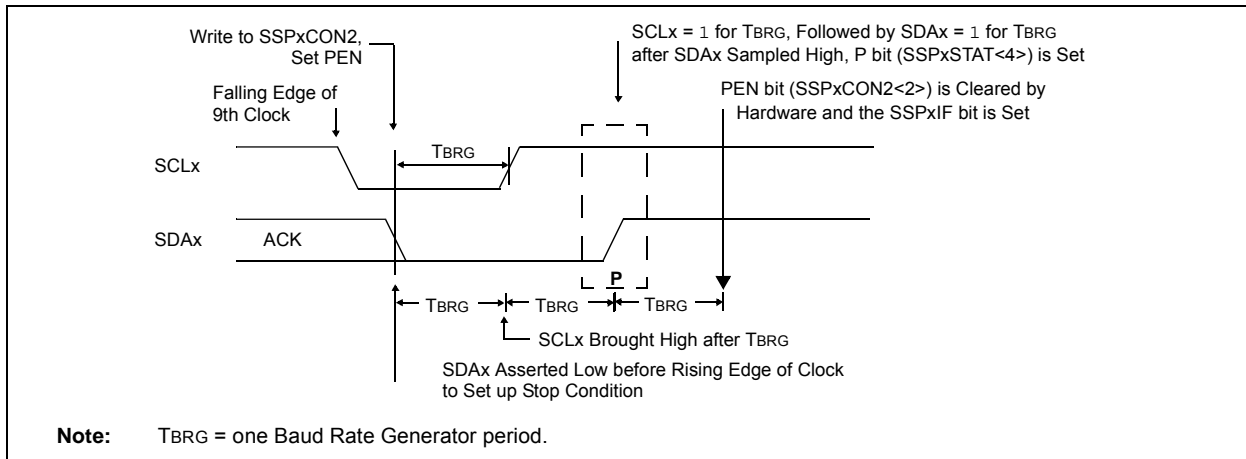 Write to SSPxCON2,
Set PEN
SCLx = 1 for TBRG, Followed by SDAx = 1 for TBRG
after SDAx Sampled High, P bit (SSPxSTAT<4>) is Set
Falling Edge of
9th Clock
PEN bit (SSPxCON2<2>) is Cleared by
Hardware and the SSPxIF bit is Set
TBRG
SCLx
SDAx
ACK
P
TBRG
TBRG
TBRG
SCLx Brought High after TBRG
SDAx Asserted Low before Rising Edge of Clock
to Set up Stop Condition
Note: TBRG = one Baud Rate Generator period.